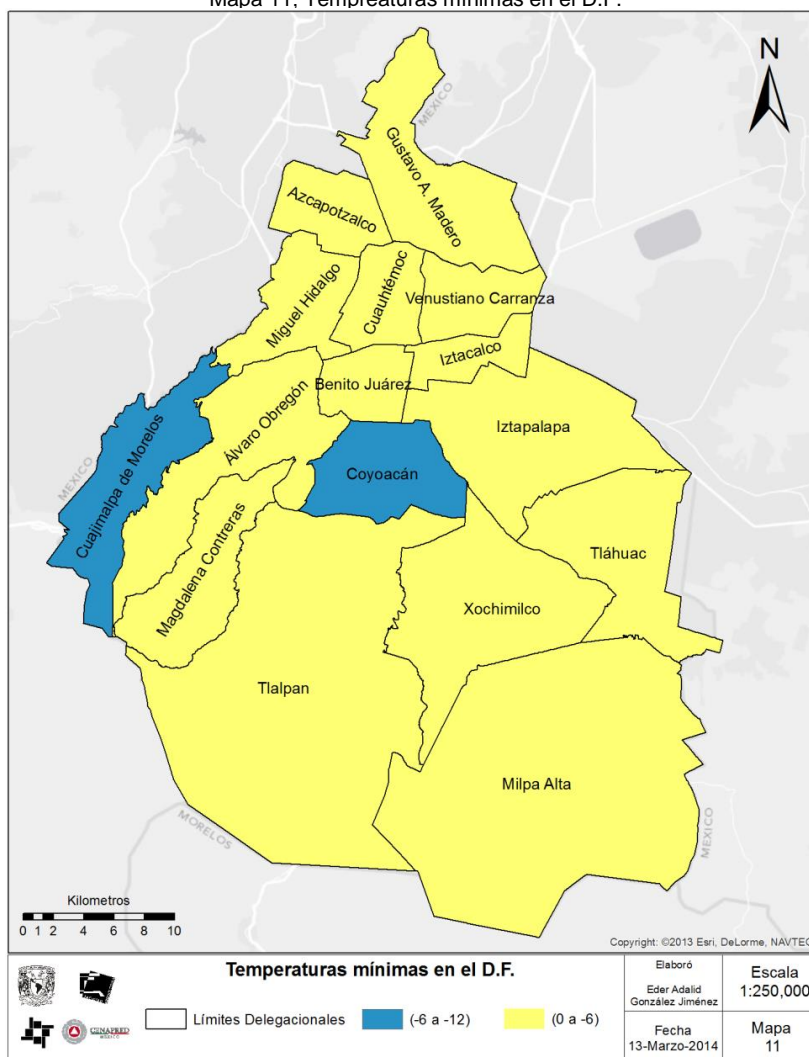 Mapa 11, Tempreaturas mínimas en el D.F.
N
MEXICO
Gustavo A. Madero
Azcapotzalco
Miguel Hidalgo
Cuauhtémoc
Venustiano Carranza
Iztacalco
Benito Juárez
Iztapalapa
Álvaro Obregón
Cuajimalpa de Morelos
MEXICO
Coyoacán
Magdalena Contreras
Tláhuac
Xochimilco
Tlalpan
Milpa Alta
MORELOS
MEXICO
Kilometros
0 1 2 4 6 8 10
Copyright: ©2013 Esri, DeLorme, NAVTEQ
Temperaturas mínimas en el D.F.
Límites Delegacionales
(-6 a -12)
(0 a -6)
CENAPRED
MÉXICO
Elaboró
Eder Adalid
González Jiménez
Escala
1:250,000
Fecha
13-Marzo-2014
Mapa
11